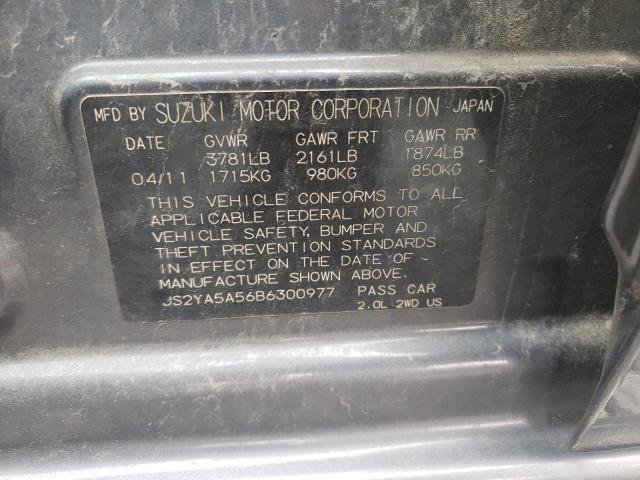 MFD BY SUZUKI MOTOR CORPORATION JAPAN
DATE GVWR GAWR FRT GAWR RR
3781LB 2161LB 1874LB
04/11 1715KG 980KG 850KG
THIS VEHICLE CONFORMS TO ALL
APPLICABLE FEDERAL MOTOR
VEHICLE SAFETY, BUMPER AND
THEFT PREVENTION STANDARDS
IN EFFECT ON THE DATE OF
MANUFACTURE SHOWN ABOVE.
JS2YA5A56B6300977 PASS CAR
2.0L 2WD US